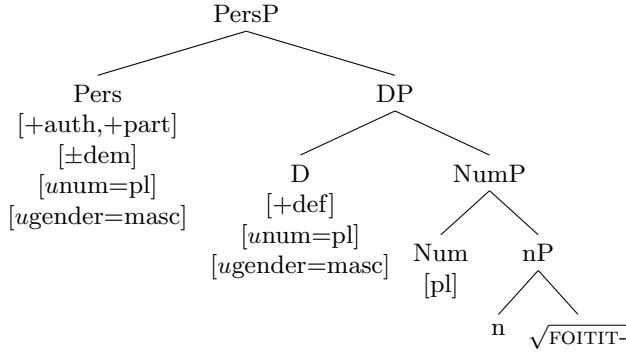 PersP
Pers
DP
[+auth,+part]
[±dem]
[unum=pl]
[ugender=masc]
D
NumP
[+def]
[unum=pl]
[ugender=masc]
Num
nP
[pl]
n
√FOITIT-